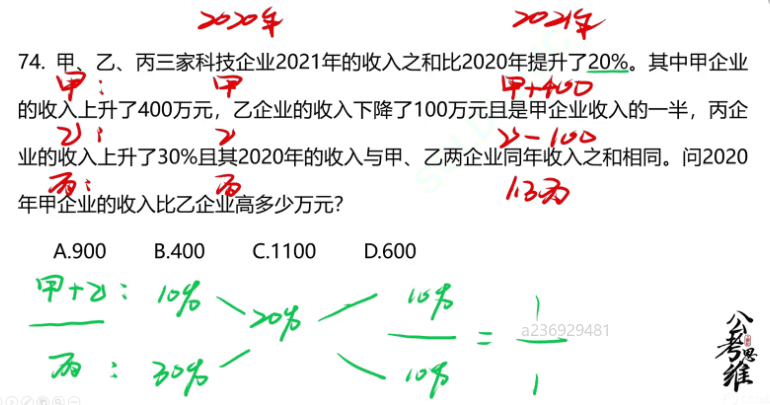 2020年 2021年
74. 甲、乙、丙三家科技企业2021年的收入之和比2020年提升了20%。其中甲企业
甲： 甲 甲+400
的收入上升了400万元，乙企业的收入下降了100万元且是甲企业收入的一半，丙企
乙： 乙 乙-100
业的收入上升了30%且其2020年的收入与甲、乙两企业同年收入之和相同。问2020
丙： 丙 1.3丙
年甲企业的收入比乙企业高多少万元?
A.900 B.400 C.1100 D.600
甲+乙： 10% 10% 1
20% = a236929481
丙： 30% 10% 1
公考思维